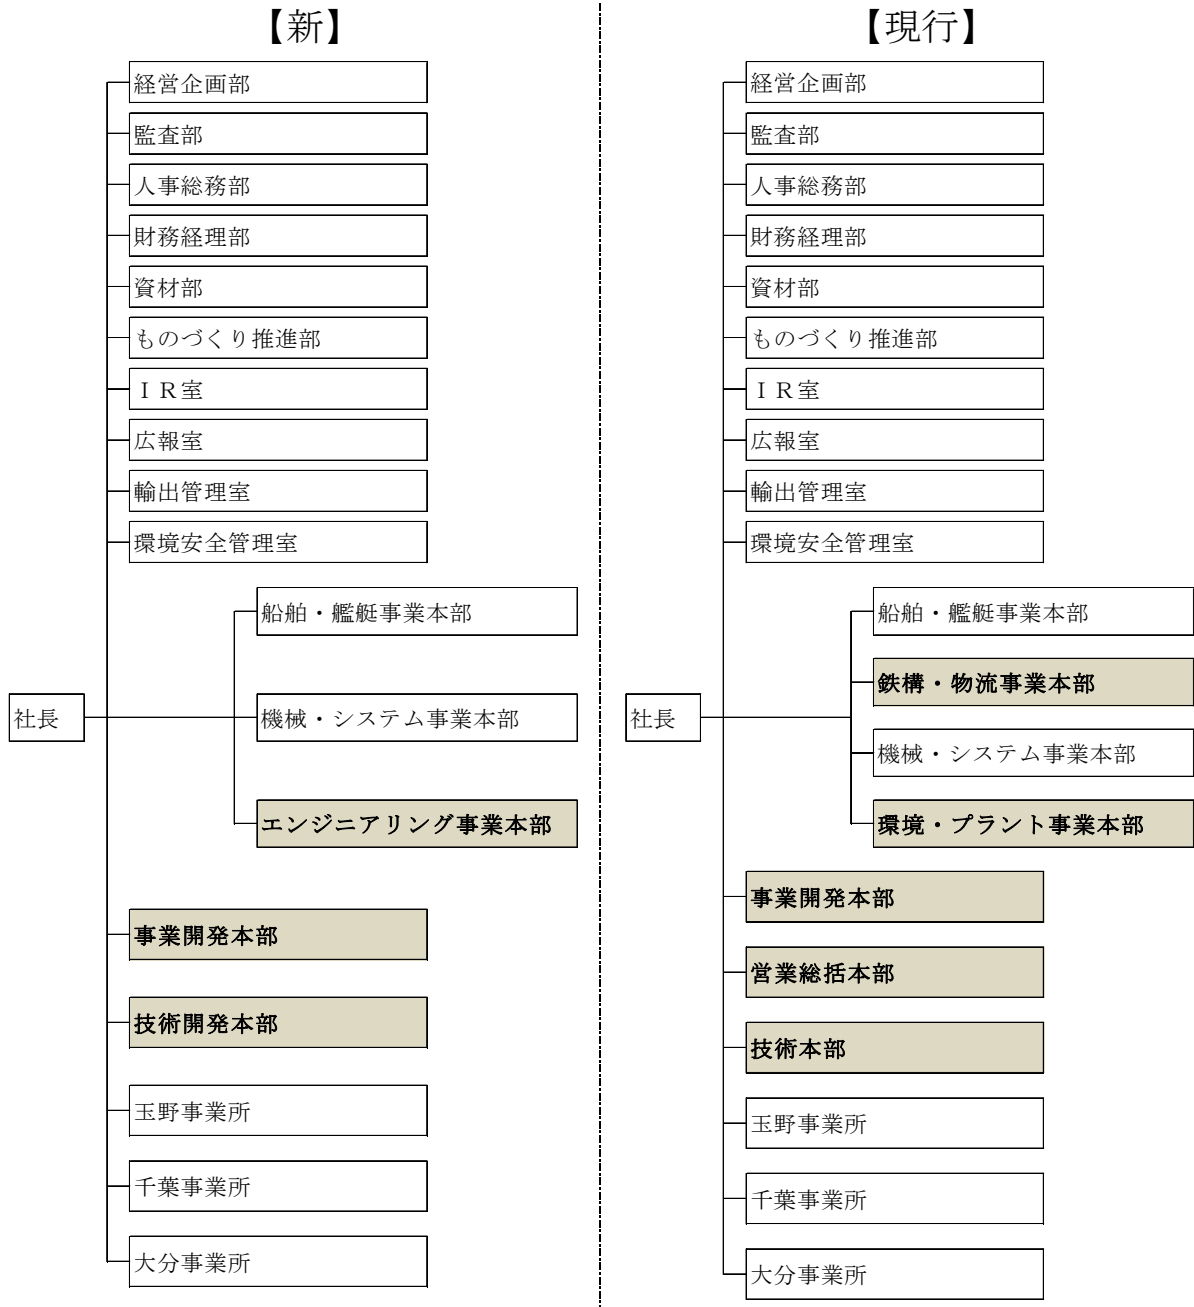 【新】
経営企画部
監査部
人事総務部
財務経理部
資材部
ものづくり推進部
ＩＲ室
広報室
輸出管理室
環境安全管理室
船舶・艦艇事業本部
社長
機械・システム事業本部
エンジニアリング事業本部
事業開発本部
技術開発本部
玉野事業所
千葉事業所
大分事業所
【現行】
経営企画部
監査部
人事総務部
財務経理部
資材部
ものづくり推進部
ＩＲ室
広報室
輸出管理室
環境安全管理室
船舶・艦艇事業本部
鉄構・物流事業本部
社長
機械・システム事業本部
環境・プラント事業本部
事業開発本部
営業総括本部
技術本部
玉野事業所
千葉事業所
大分事業所